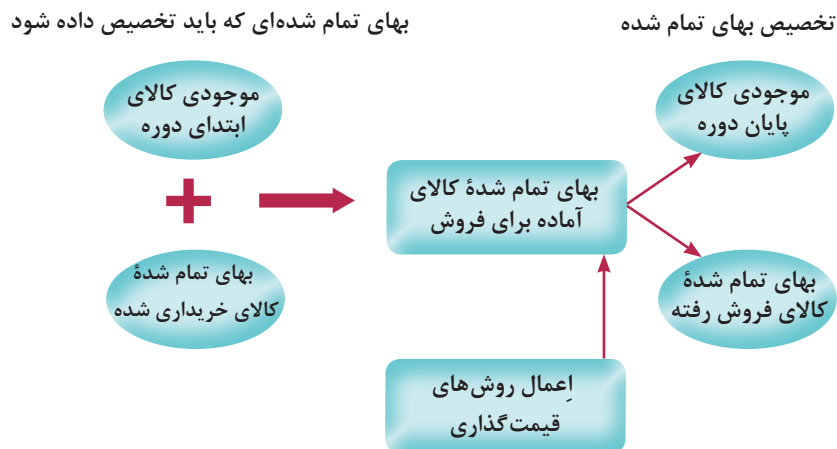 تخصیص بهای تمام شده
بهای تمام شده‌ای که باید تخصیص داده شود
موجودی کالای
پایان دوره
موجودی کالای
ابتدای دوره
بهای تمام شدهٔ کالای
آماده برای فروش
بهای تمام شدهٔ
کالای فروش رفته
بهای تمام شدهٔ
کالای خریداری شده
اِعمال روش‌های
قیمت‌گذاری